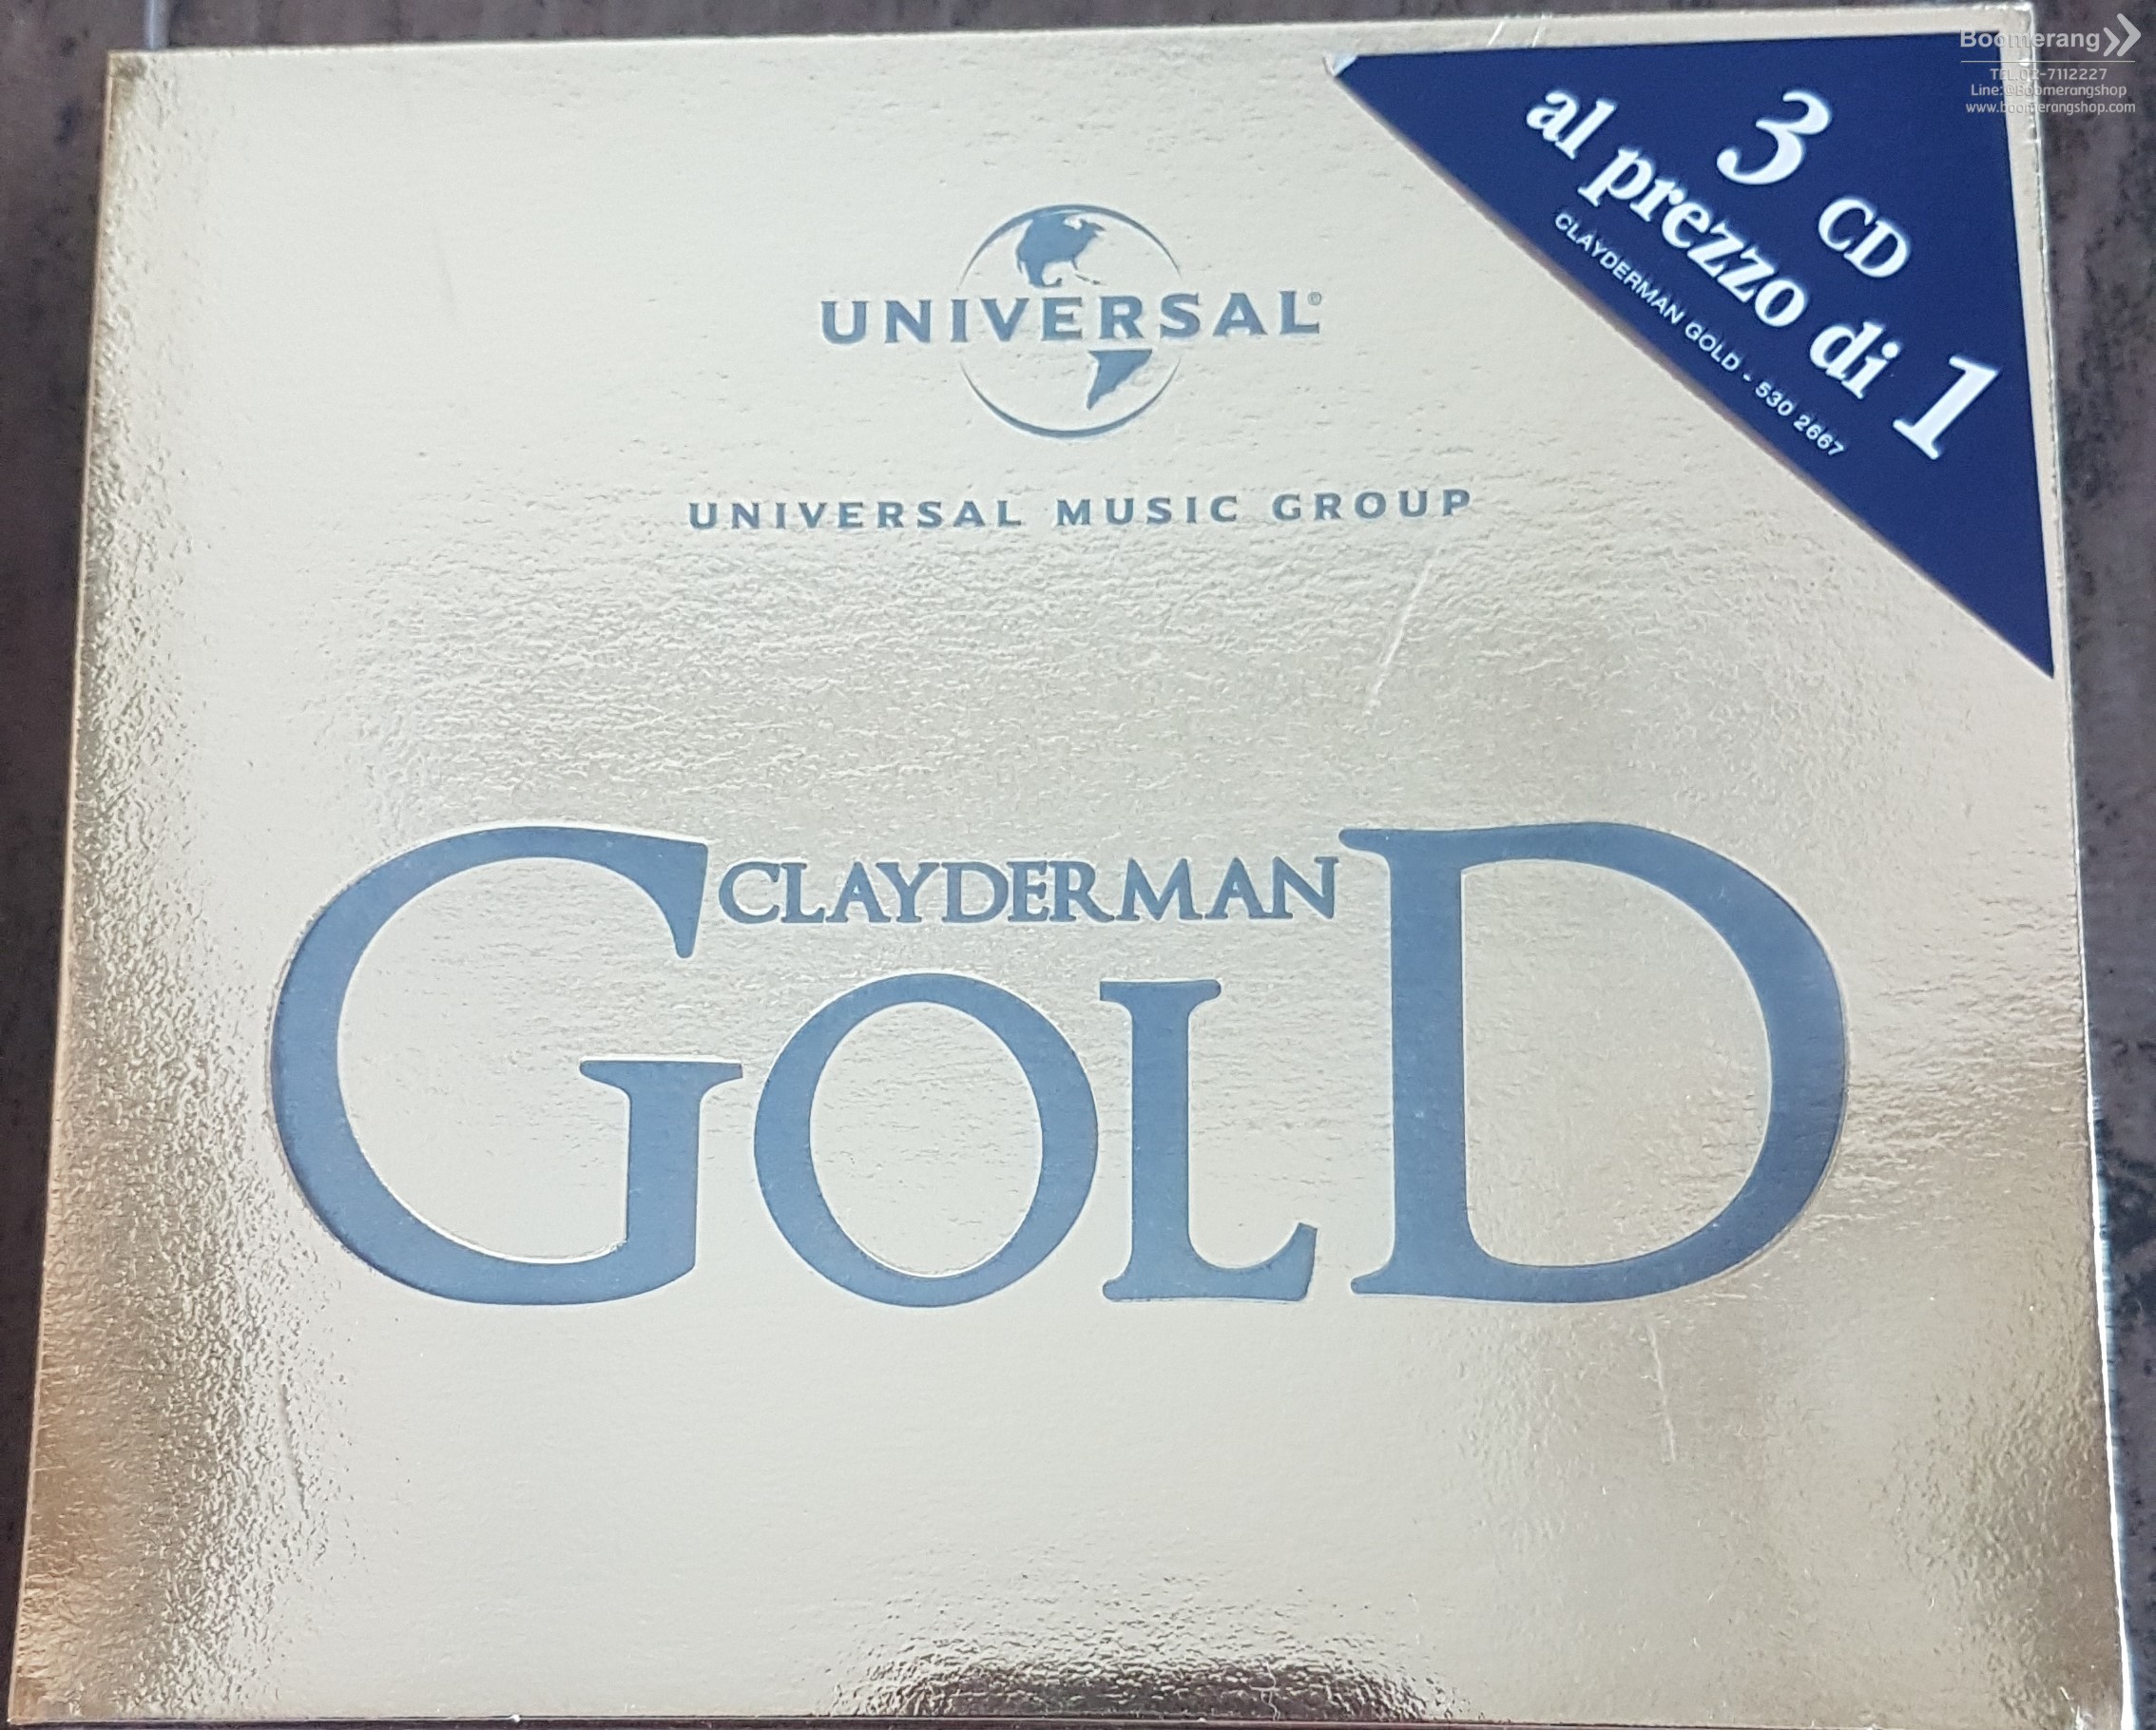 Boomerang
TEL.02-7112227
Line:@Boomerangshop
www.boomerangshop.com
3 CD
al prezzo di 1
CLAYDERMAN GOLD - 530 2667
UNIVERSAL®
UNIVERSAL MUSIC GROUP
CLAYDERMAN
GOLD